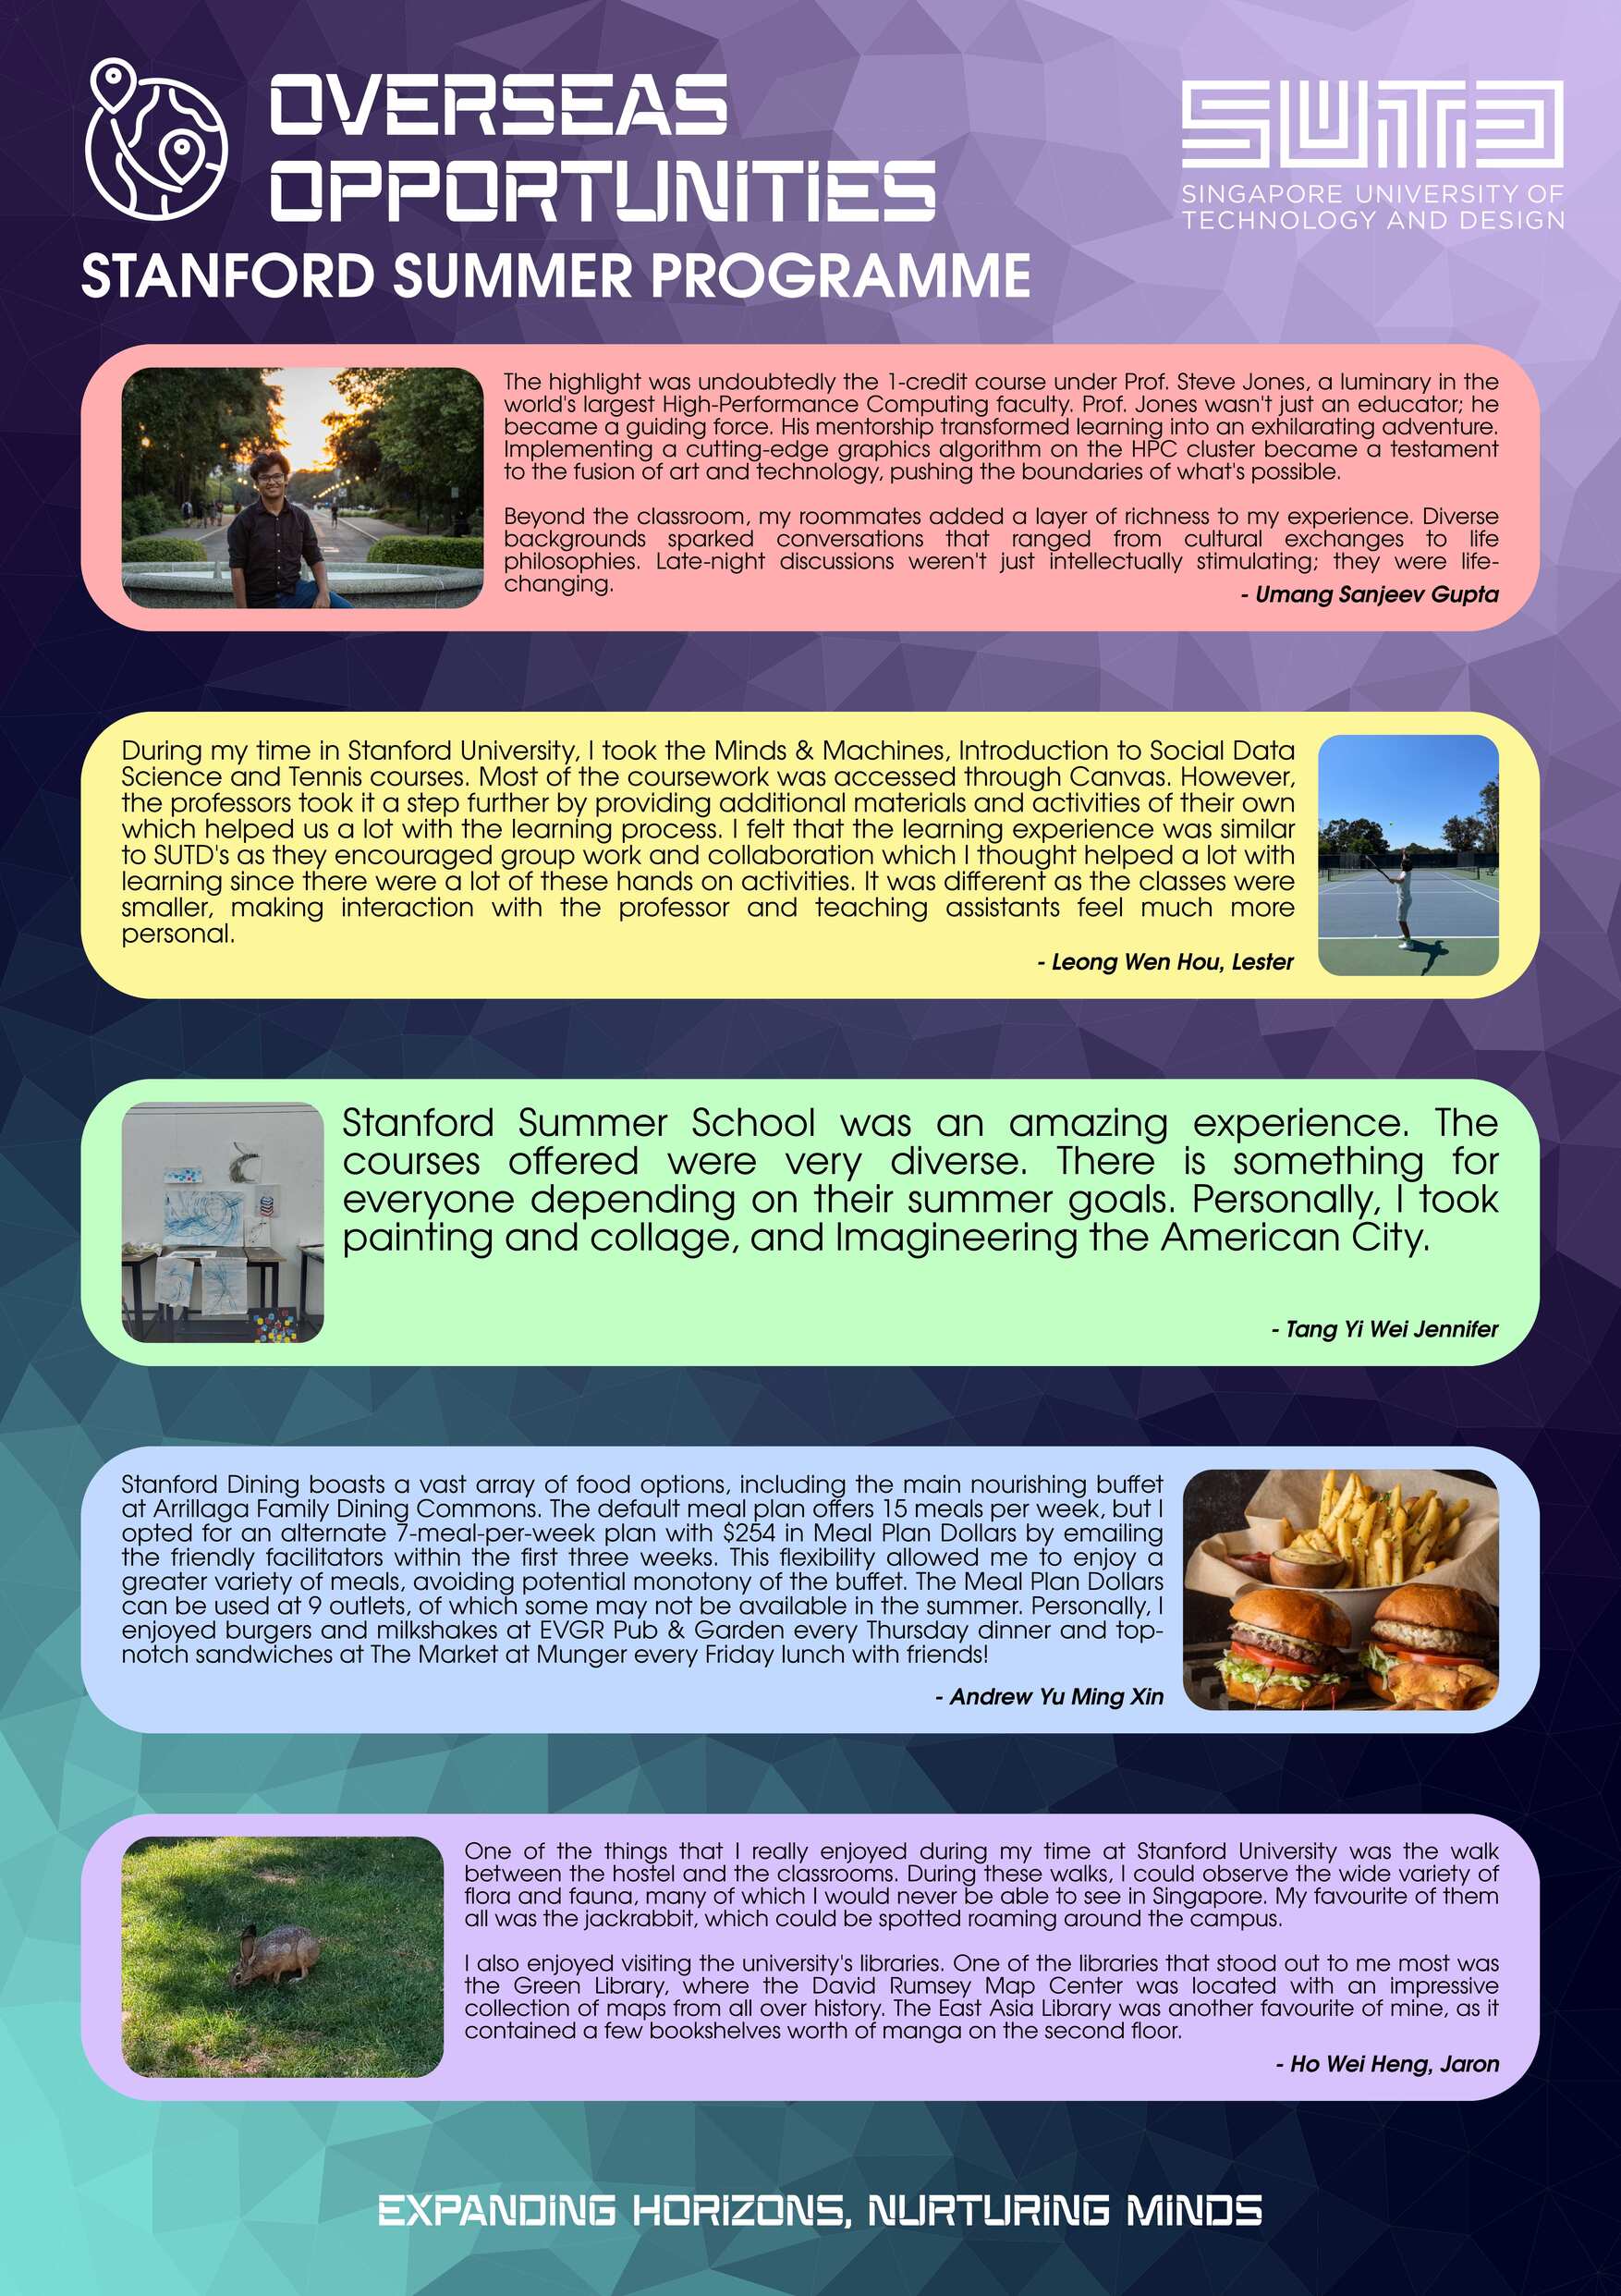 OVERSEAS
OPPORTUNITIES
SUTD
SINGAPORE UNIVERSITY OF
TECHNOLOGY AND DESIGN
STANFORD SUMMER PROGRAMME
The highlight was undoubtedly the 1-credit course under Prof. Steve Jones, a luminary in the
world's largest High-Performance Computing faculty. Prof. Jones wasn't just an educator; he
became a guiding force. His mentorship transformed learning into an exhilarating adventure.
Implementing a cutting-edge graphics algorithm on the HPC cluster became a testament
to the fusion of art and technology, pushing the boundaries of what's possible.
Beyond the classroom, my roommates added a layer of richness to my experience. Diverse
backgrounds sparked conversations that ranged from cultural exchanges to life
philosophies. Late-night discussions weren't just intellectually stimulating; they were life-
changing.
- Umang Sanjeev Gupta
During my time in Stanford University, I took the Minds & Machines, Introduction to Social Data
Science and Tennis courses. Most of the coursework was accessed through Canvas. However,
the professors took it a step further by providing additional materials and activities of their own
which helped us a lot with the learning process. I felt that the learning experience was similar
to SUTD's as they encouraged group work and collaboration which I thought helped a lot with
learning since there were a lot of these hands on activities. It was different as the classes were
smaller, making interaction with the professor and teaching assistants feel much more
personal.
- Leong Wen Hou, Lester
Stanford Summer School was an amazing experience. The
courses offered were very diverse. There is something for
everyone depending on their summer goals. Personally, I took
painting and collage, and Imagineering the American City.
- Tang Yi Wei Jennifer
Stanford Dining boasts a vast array of food options, including the main nourishing buffet
at Arrillaga Family Dining Commons. The default meal plan offers 15 meals per week, but I
opted for an alternate 7-meal-per-week plan with $254 in Meal Plan Dollars by emailing
the friendly facilitators within the first three weeks. This flexibility allowed me to enjoy a
greater variety of meals, avoiding potential monotony of the buffet. The Meal Plan Dollars
can be used at 9 outlets, of which some may not be available in the summer. Personally, I
enjoyed burgers and milkshakes at EVGR Pub & Garden every Thursday dinner and top-
notch sandwiches at The Market at Munger every Friday lunch with friends!
- Andrew Yu Ming Xin
One of the things that I really enjoyed during my time at Stanford University was the walk
between the hostel and the classrooms. During these walks, I could observe the wide variety of
flora and fauna, many of which I would never be able to see in Singapore. My favourite of them
all was the jackrabbit, which could be spotted roaming around the campus.
I also enjoyed visiting the university's libraries. One of the libraries that stood out to me most was
the Green Library, where the David Rumsey Map Center was located with an impressive
collection of maps from all over history. The East Asia Library was another favourite of mine, as it
contained a few bookshelves worth of manga on the second floor.
- Ho Wei Heng, Jaron
EXPANDING HORIZONS, NURTURING MINDS